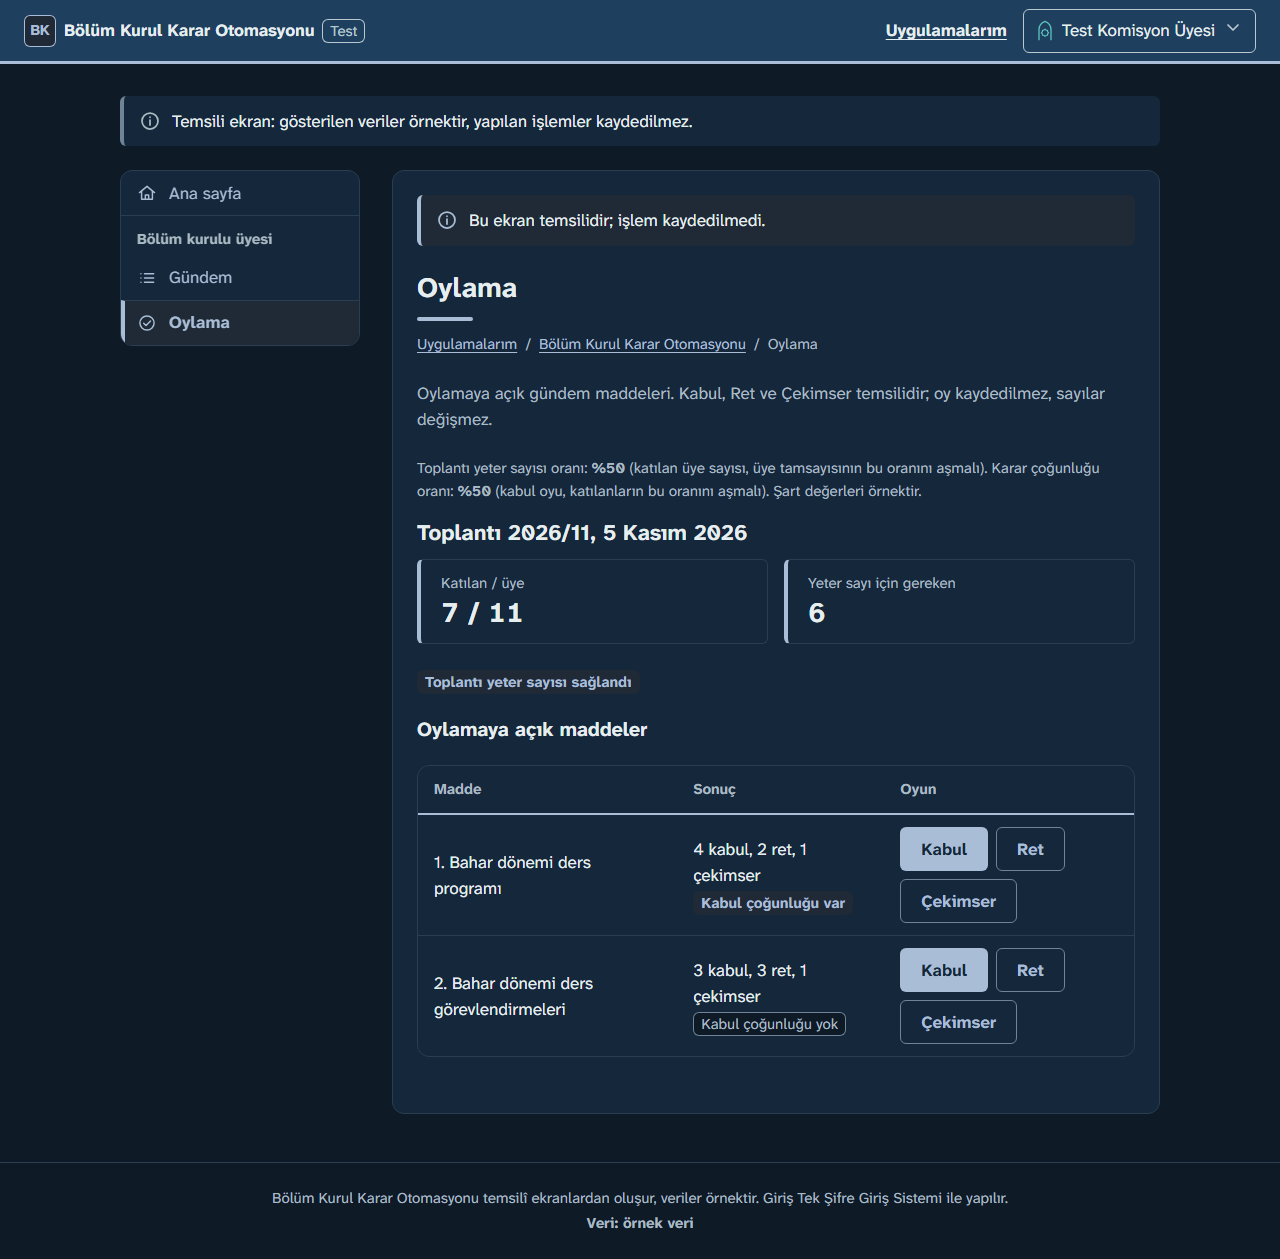 BK Bölüm Kurul Karar Otomasyonu Test
Uygulamalarım
Test Komisyon Üyesi
Temsili ekran: gösterilen veriler örnektir, yapılan işlemler kaydedilmez.
Ana sayfa
Bölüm kurulu üyesi
Gündem
Oylama
Bu ekran temsilidir; işlem kaydedilmedi.
Oylama
Uygulamalarım / Bölüm Kurul Karar Otomasyonu / Oylama
Oylamaya açık gündem maddeleri. Kabul, Ret ve Çekimser temsilidir; oy kaydedilmez, sayılar
değişmez.
Toplantı yeter sayısı oranı: %50 (katılan üye sayısı, üye tamsayısının bu oranını aşmalı). Karar çoğunluğu
oranı: %50 (kabul oyu, katılanların bu oranını aşmalı). Şart değerleri örnektir.
Toplantı 2026/11, 5 Kasım 2026
Katılan / üye
7 / 11
Yeter sayı için gereken
6
Toplantı yeter sayısı sağlandı
Oylamaya açık maddeler
Madde Sonuç Oyun
1. Bahar dönemi ders
programı
4 kabul, 2 ret, 1
çekimser
Kabul çoğunluğu var
Kabul Ret
Çekimser
2. Bahar dönemi ders
görevlendirmeleri
3 kabul, 3 ret, 1
çekimser
Kabul çoğunluğu yok
Kabul Ret
Çekimser
Bölüm Kurul Karar Otomasyonu temsilî ekranlardan oluşur, veriler örnektir. Giriş Tek Şifre Giriş Sistemi ile yapılır.
Veri: örnek veri